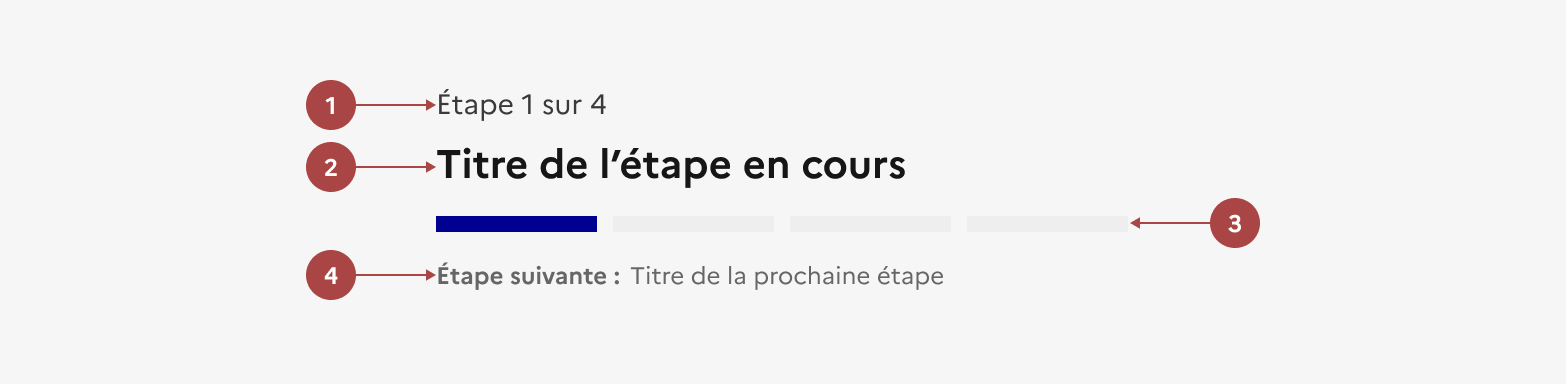 1 Étape 1 sur 4
2 Titre de l’étape en cours
3
4 Étape suivante : Titre de la prochaine étape